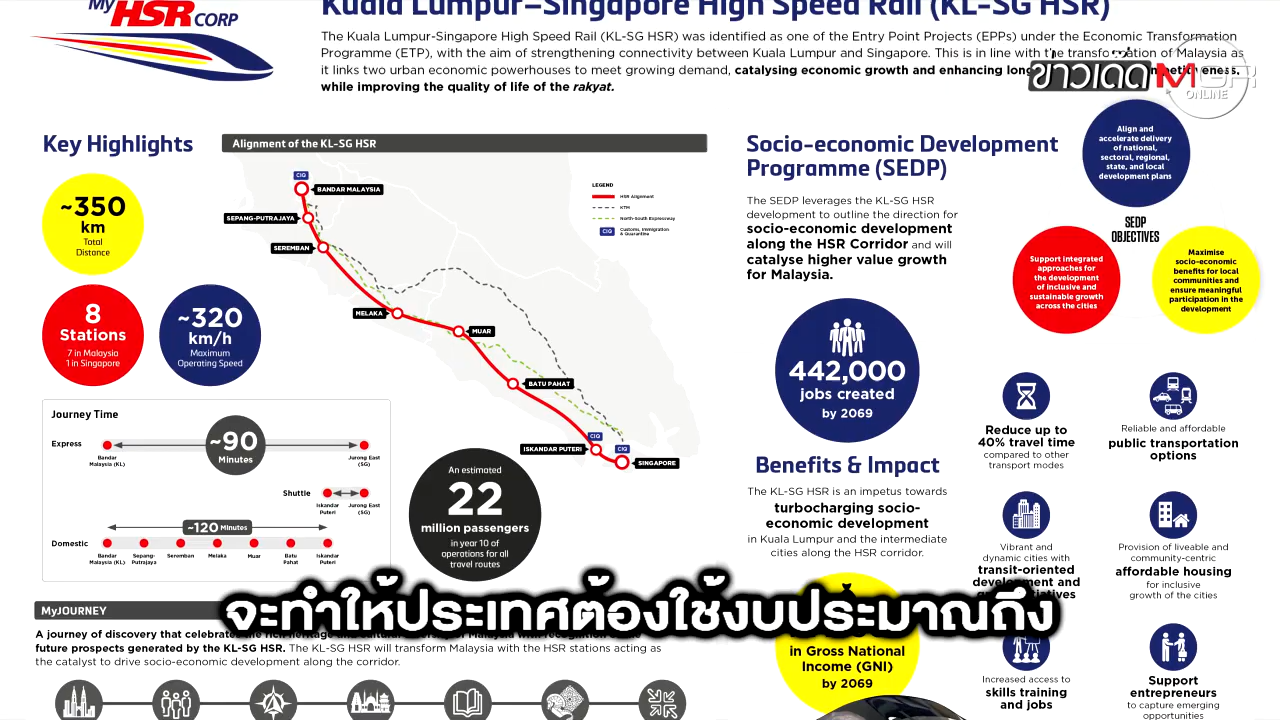 My HSR CORP
Kuala Lumpur–Singapore High Speed Rail (KL-SG HSR)
The Kuala Lumpur-Singapore High Speed Rail (KL-SG HSR) was identified as one of the Entry Point Projects (EPPs) under the Economic Transformation
Programme (ETP), with the aim of strengthening connectivity between Kuala Lumpur and Singapore. This is in line with the transformation of Malaysia as
it links two urban economic powerhouses to meet growing demand, catalysing economic growth and enhancing
while improving the quality of life of the rakyat.
ข่าวเด็ด MGR
ONLINE
Key Highlights
~350
km
Total
Distance
8
Stations
7 in Malaysia
1 in Singapore
~320
km/h
Maximum
Operating Speed
Alignment of the KL-SG HSR
CIQ
BANDAR MALAYSIA
SEPANG-PUTRAJAYA
SEREMBAN
MELAKA
MUAR
BATU PAHAT
CIQ
ISKANDAR PUTERI
CIQ
SINGAPORE
LEGEND
HSR Alignment
KTM
North-South Expressway
CIQ
Customs, Immigration
& Quarantine
Journey Time
Express
~90
Minutes
Bandar
Malaysia (KL)
Jurong East
(SG)
Shuttle
Iskandar
Puteri
Jurong East
(SG)
~120 Minutes
Domestic
Bandar
Malaysia (KL)
Sepang-
Putrajaya
Seremban
Melaka
Muar
Batu
Pahat
Iskandar
Puteri
An estimated
22
million passengers
in year 10 of
operations for all
travel routes
Socio-economic Development
Programme (SEDP)
The SEDP leverages the KL-SG HSR
development to outline the direction for
socio-economic development
along the HSR Corridor and will
catalyse higher value growth
for Malaysia.
Align and
accelerate delivery
of national,
sectoral, regional,
state, and local
development plans
SEDP
OBJECTIVES
Support integrated
approaches for
the development
of inclusive and
sustainable growth
across the cities
Maximise
socio-economic
benefits for local
communities and
ensure meaningful
participation in the
development
442,000
jobs created
by 2069
Benefits & Impact
The KL-SG HSR is an impetus towards
turbocharging socio-
economic development
in Kuala Lumpur and the intermediate
cities along the HSR corridor.
in Gross National
Income (GNI)
by 2069
Reduce up to
40% travel time
compared to other
transport modes
Reliable and affordable
public transportation
options
Vibrant and
dynamic cities with
transit-oriented
development and
Provision of liveable and
community-centric
affordable housing
for inclusive
growth of the cities
Increased access to
skills training
and jobs
Support
entrepreneurs
to capture emerging
opportunities
MyJOURNEY
A journey of discovery that celebrates
future prospects generated by the KL-SG HSR. The KL-SG HSR will transform Malaysia with the HSR stations acting as
the catalyst to drive socio-economic development along the corridor.
จะทำให้ประเทศต้องใช้งบประมาณถึง